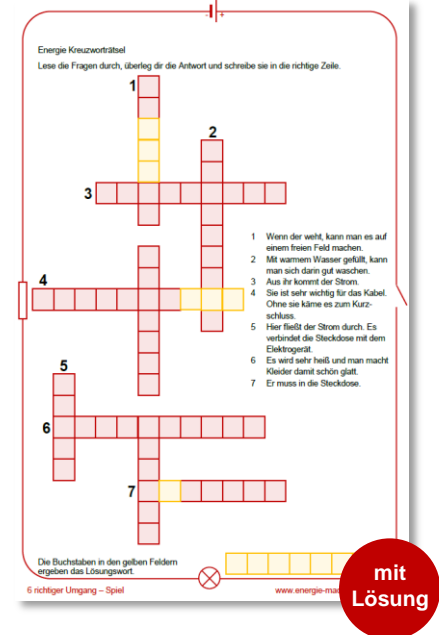 - +
Energie Kreuzworträtsel
Lese die Fragen durch, überleg dir die Antwort und schreibe sie in die richtige Zeile.
1
2
3
1 Wenn der weht, kann man es auf
einem freien Feld machen.
2 Mit warmem Wasser gefüllt, kann
man sich darin gut waschen.
3 Aus ihr kommt der Strom.
4 Sie ist sehr wichtig für das Kabel.
Ohne sie käme es zum Kurz-
schluss.
5 Hier fließt der Strom durch. Es
verbindet die Steckdose mit dem
Elektrogerät.
6 Es wird sehr heiß und man macht
Kleider damit schön glatt.
7 Er muss in die Steckdose.
4
5
6
7
Die Buchstaben in den gelben Feldern
ergeben das Lösungswort.
6 richtiger Umgang – Spiel
mit
Lösung